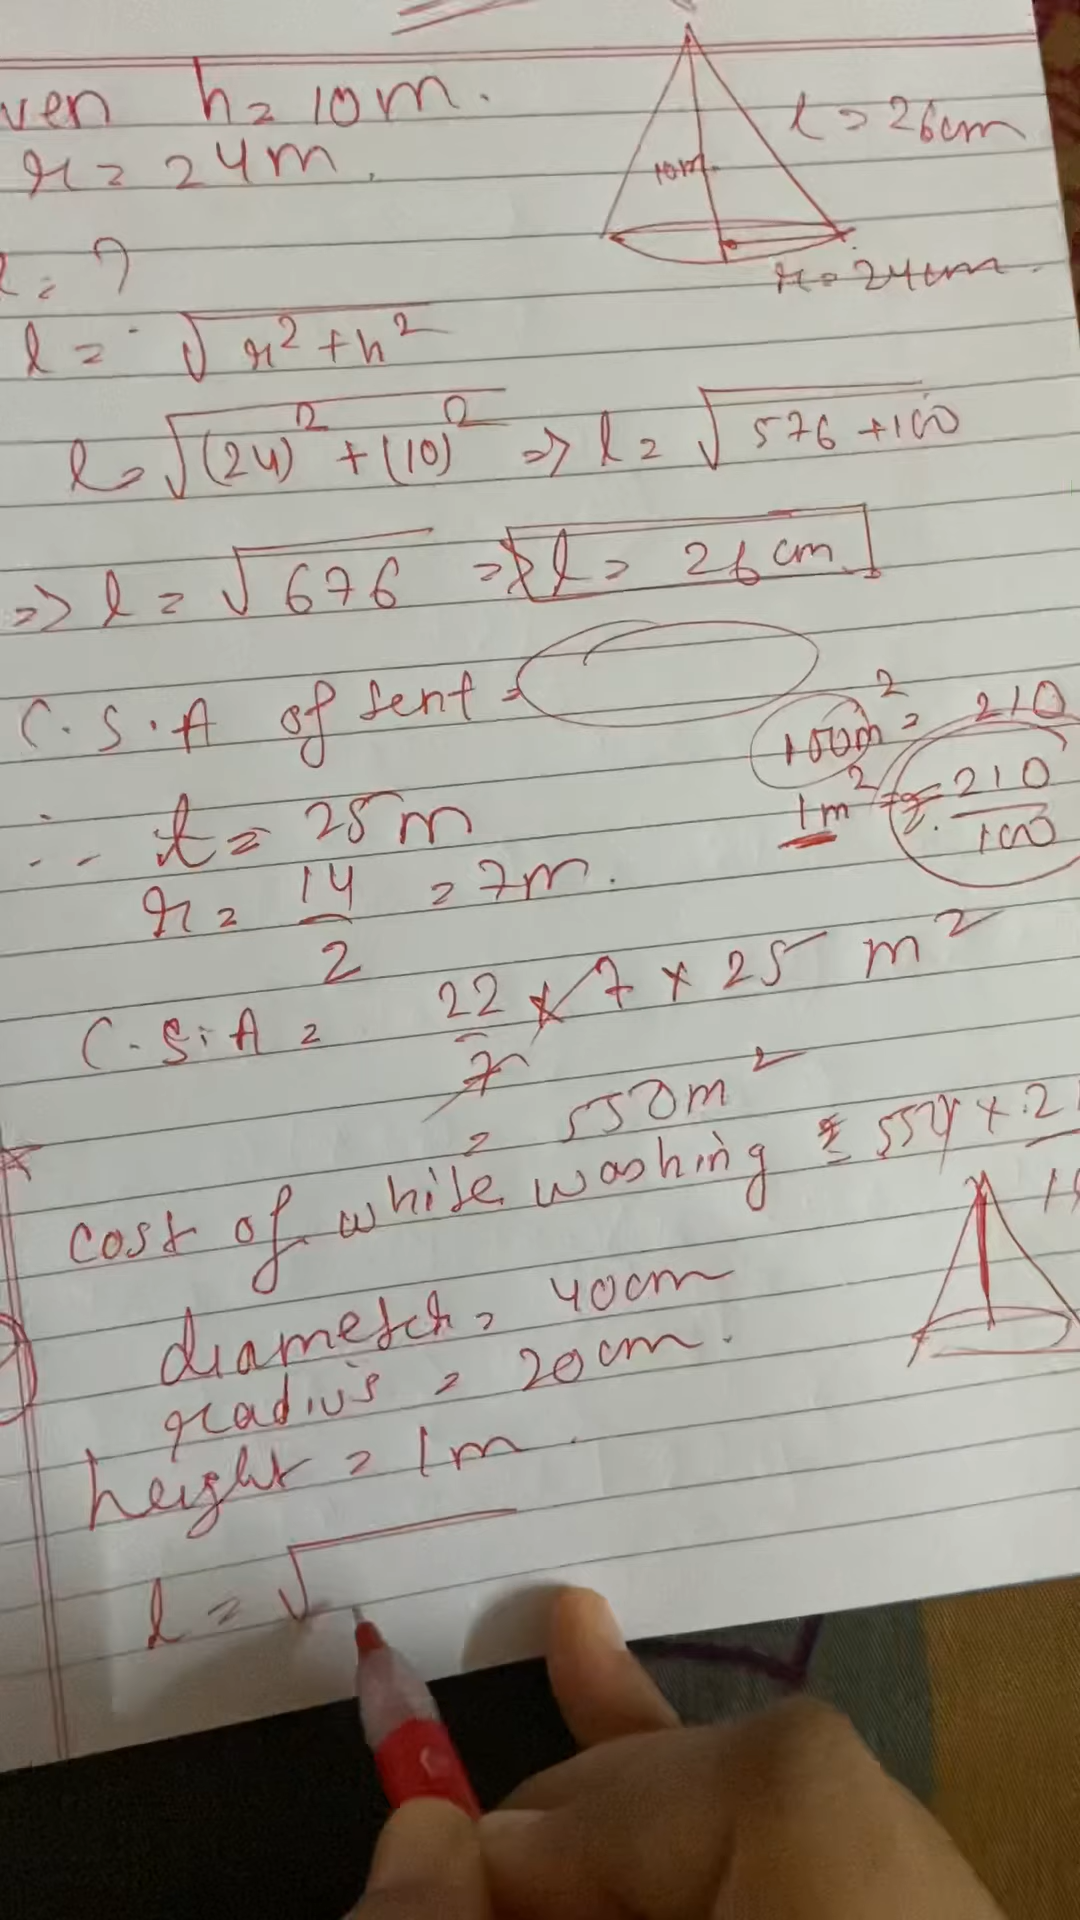 ven h = 10m.
r = 24m.
l = 26cm
10m
r = 24cm.
l = ?
l = √r² + h²
l = √(24)² + (10)² => l = √576 + 100
=> l = √676 => l = 26 cm
C.S.A of tent =
100m² = 210
1m² = ₹ 210/100
∴ l = 25m
r = 14/2 = 7m.
C.S.A = 22/7 × 7 × 25 m²
= 550m²
cost of white washing =
diameter = 40cm
radius = 20cm.
height = 1m.
l = √